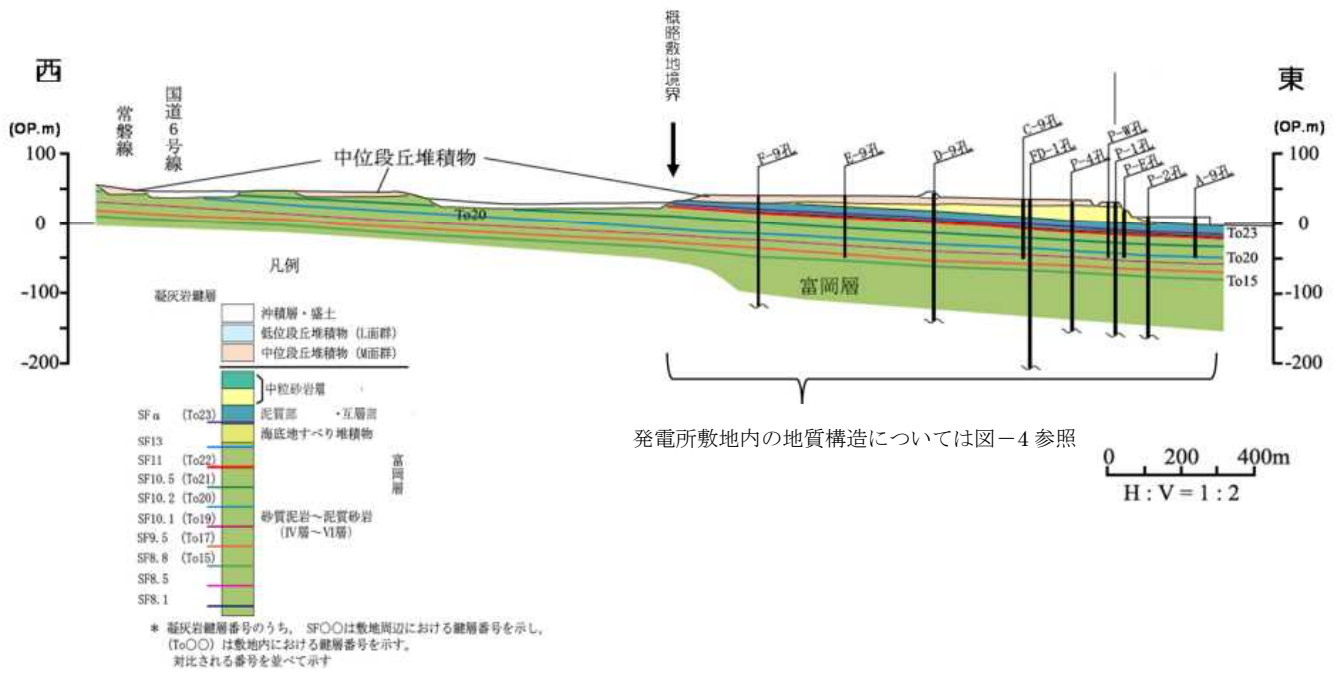 西
東
概略敷地境界
常磐線
国道6号線
(OP.m)
(OP.m)
中位段丘堆積物
F-9孔
E-9孔
D-9孔
C-9孔
FD-1孔
P-4孔
P-W孔
P-1孔
P-E孔
P-2孔
A-9孔
100
0
-100
-200
100
0
-100
-200
To20
To23
To20
To15
富岡層
凡例
凝灰岩鍵層
沖積層・盛土
低位段丘堆積物 (L面群)
中位段丘堆積物 (M面群)
中粒砂岩層
SFα (To23) 泥質部 ・互層部
SF13 海底地すべり堆積物
SF11 (To22)
SF10.5 (To21)
SF10.2 (To20)
SF10.1 (To19) 砂質泥岩~泥質砂岩
(Ⅳ層~Ⅵ層)
SF9.5 (To17)
SF8.8 (To15)
SF8.5
SF8.1
富岡層
* 凝灰岩鍵層番号のうち, SF○○は敷地周辺における鍵層番号を示し,
(To○○) は敷地内における鍵層番号を示す。
対比される番号を並べて示す
発電所敷地内の地質構造については図-4 参照
0 200 400m
H : V = 1 : 2